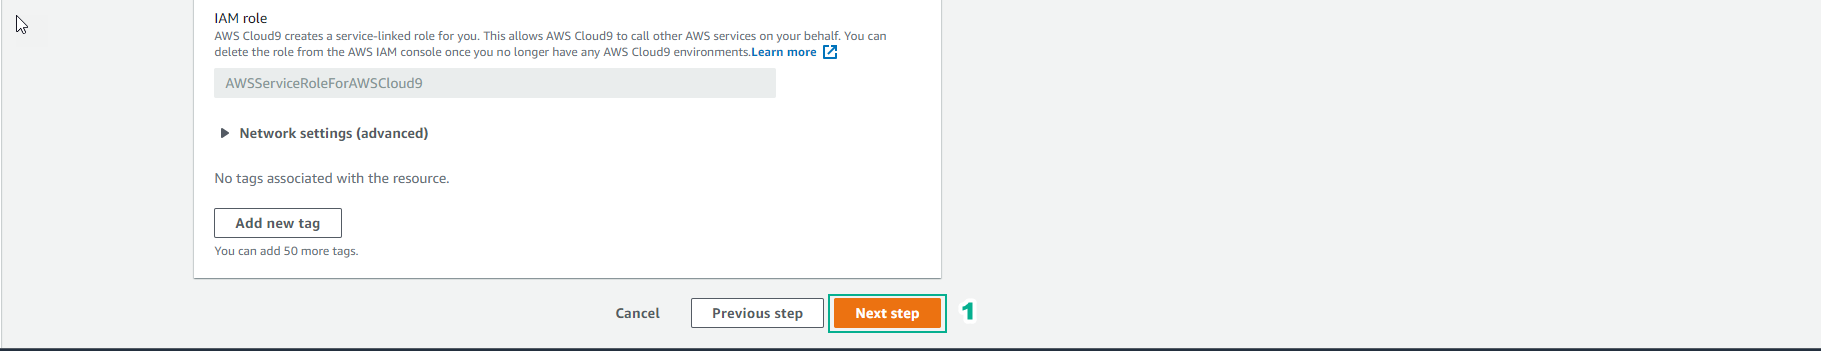 IAM role
AWS Cloud9 creates a service-linked role for you. This allows AWS Cloud9 to call other AWS services on your behalf. You can
delete the role from the AWS IAM console once you no longer have any AWS Cloud9 environments.Learn more
AWSServiceRoleForAWSCloud9
Network settings (advanced)
No tags associated with the resource.
Add new tag
You can add 50 more tags.
Cancel Previous step Next step 1